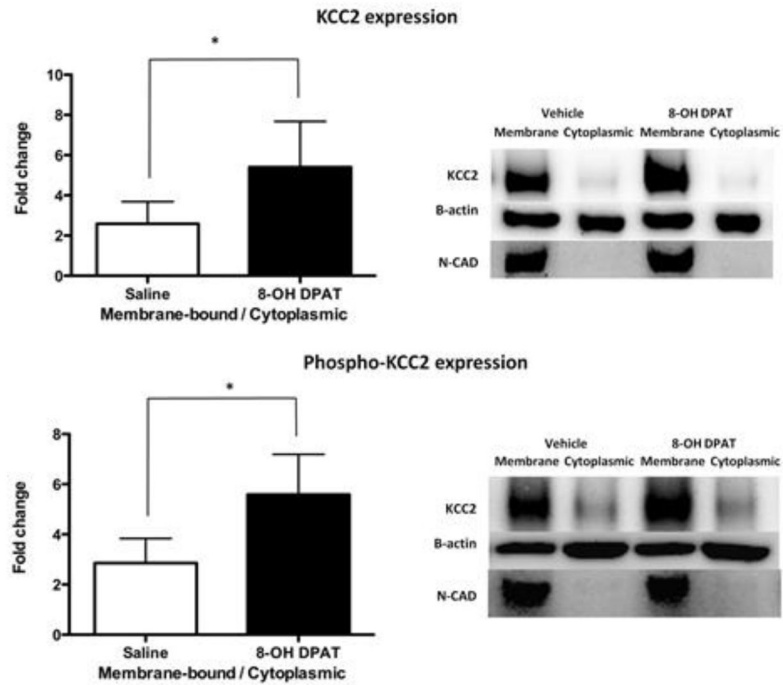 KCC2 expression
*
10
8
6
4
2
0
Fold change
Saline 8-OH DPAT
Membrane-bound / Cytoplasmic
Vehicle 8-OH DPAT
Membrane Cytoplasmic Membrane Cytoplasmic
KCC2
B-actin
N-CAD
Phospho-KCC2 expression
*
8
6
4
2
0
Fold change
Saline 8-OH DPAT
Membrane-bound / Cytoplasmic
Vehicle 8-OH DPAT
Membrane Cytoplasmic Membrane Cytoplasmic
KCC2
B-actin
N-CAD